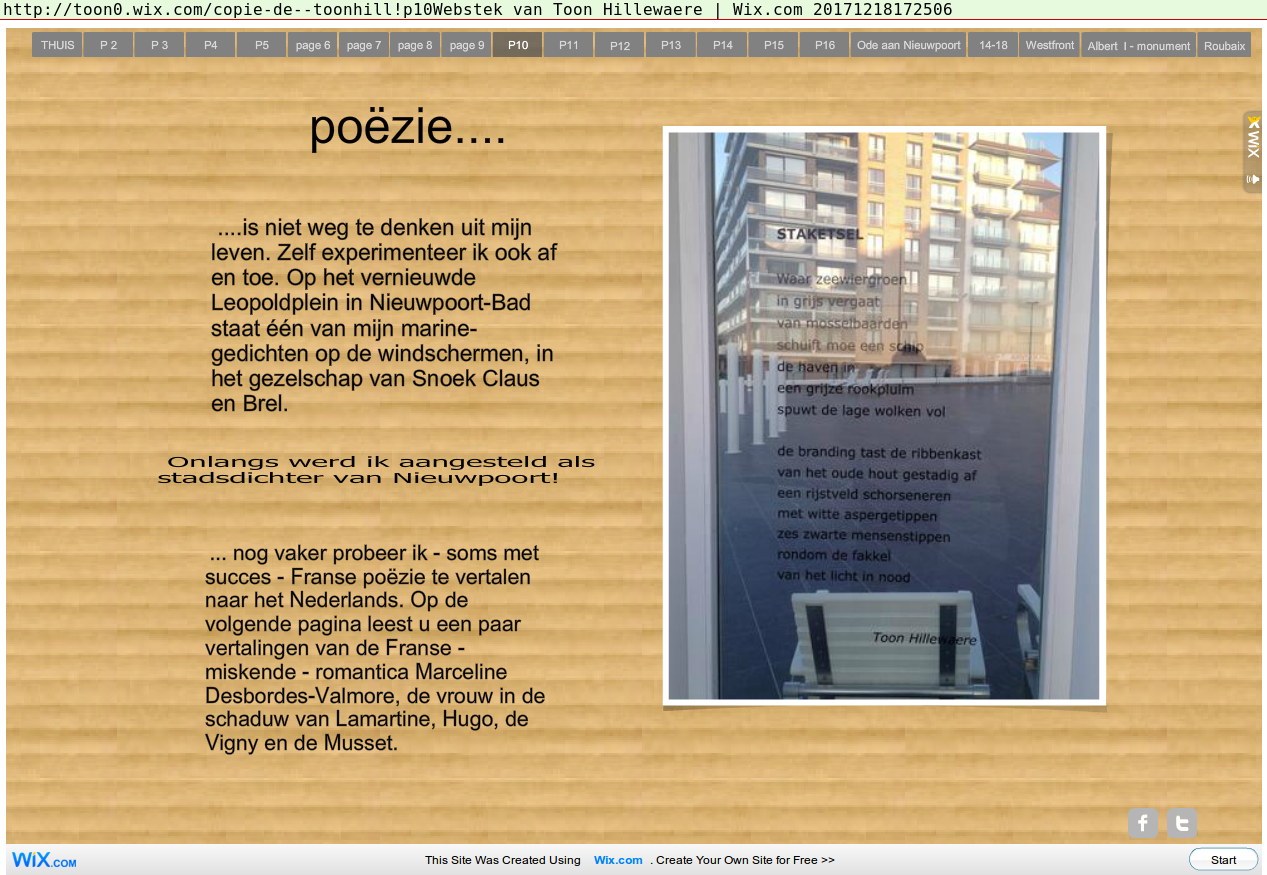 http://toon0.wix.com/copie-de--toonhill!p10Webstek van Toon Hillewaere | Wix.com 20171218172506
THUIS P 2 P 3 P4 P5 page 6 page 7 page 8 page 9 P10 P11 P12 P13 P14 P15 P16 Ode aan Nieuwpoort 14-18 Westfront Albert I - monument Roubaix
poëzie....
....is niet weg te denken uit mijn
leven. Zelf experimenteer ik ook af
en toe. Op het vernieuwde
Leopoldplein in Nieuwpoort-Bad
staat één van mijn marine-
gedichten op de windschermen, in
het gezelschap van Snoek Claus
en Brel.
Onlangs werd ik aangesteld als
stadsdichter van Nieuwpoort!
... nog vaker probeer ik - soms met
succes - Franse poëzie te vertalen
naar het Nederlands. Op de
volgende pagina leest u een paar
vertalingen van de Franse -
miskende - romantica Marceline
Desbordes-Valmore, de vrouw in de
schaduw van Lamartine, Hugo, de
Vigny en de Musset.
STAKETSEL
Waar zeewiergroen
in grijs vergaat
van mosselbaarden
schuift moe een schip
de haven in
een grijze rookpluim
spuwt de lage wolken vol
de branding tast de ribbenkast
van het oude hout gestadig af
een rijstveld schorseneren
met witte aspergetippen
zes zwarte mensenstippen
rondom de fakkel
van het licht in nood
Toon Hillewaere
WiX
WiX.COM
This Site Was Created Using Wix.com . Create Your Own Site for Free >>
Start